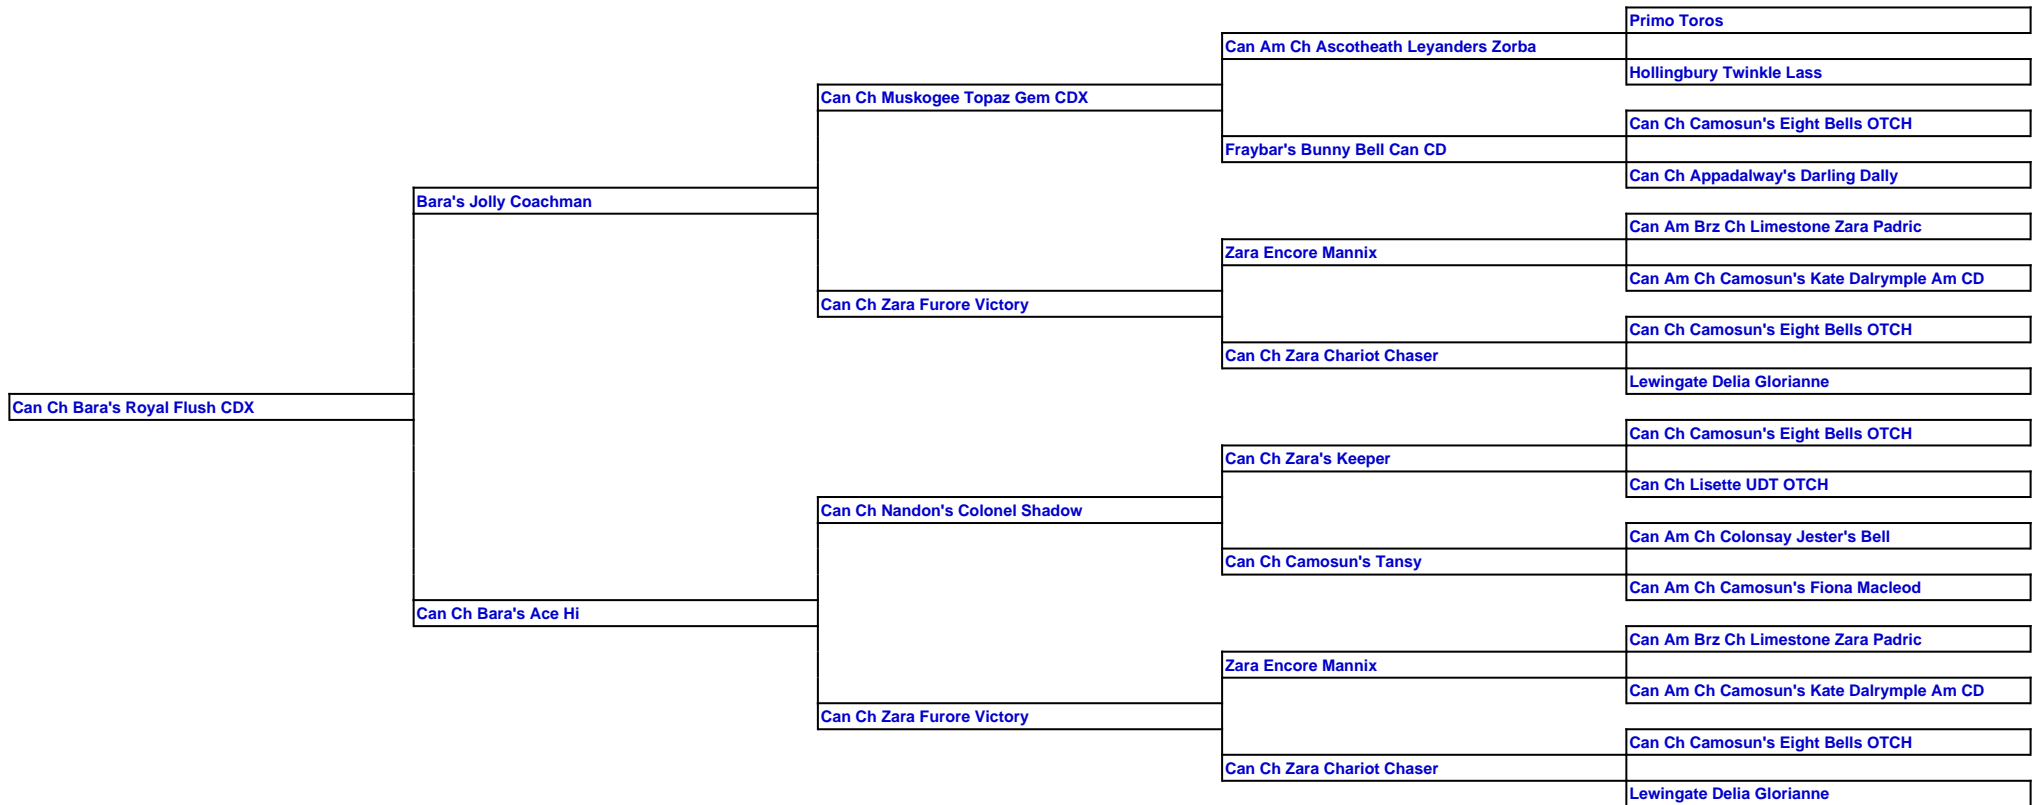 Primo Toros
Can Am Ch Ascotheath Leyanders Zorba
Hollingbury Twinkle Lass
Can Ch Muskogee Topaz Gem CDX
Can Ch Camosun's Eight Bells OTCH
Fraybar's Bunny Bell Can CD
Can Ch Appadalway's Darling Dally
Bara's Jolly Coachman
Can Am Brz Ch Limestone Zara Padric
Zara Encore Mannix
Can Am Ch Camosun's Kate Dalrymple Am CD
Can Ch Zara Furore Victory
Can Ch Camosun's Eight Bells OTCH
Can Ch Zara Chariot Chaser
Lewingate Delia Glorianne
Can Ch Bara's Royal Flush CDX
Can Ch Camosun's Eight Bells OTCH
Can Ch Zara's Keeper
Can Ch Lisette UDT OTCH
Can Ch Nandon's Colonel Shadow
Can Am Ch Colonsay Jester's Bell
Can Ch Camosun's Tansy
Can Am Ch Camosun's Fiona Macleod
Can Ch Bara's Ace Hi
Can Am Brz Ch Limestone Zara Padric
Zara Encore Mannix
Can Am Ch Camosun's Kate Dalrymple Am CD
Can Ch Zara Furore Victory
Can Ch Camosun's Eight Bells OTCH
Can Ch Zara Chariot Chaser
Lewingate Delia Glorianne